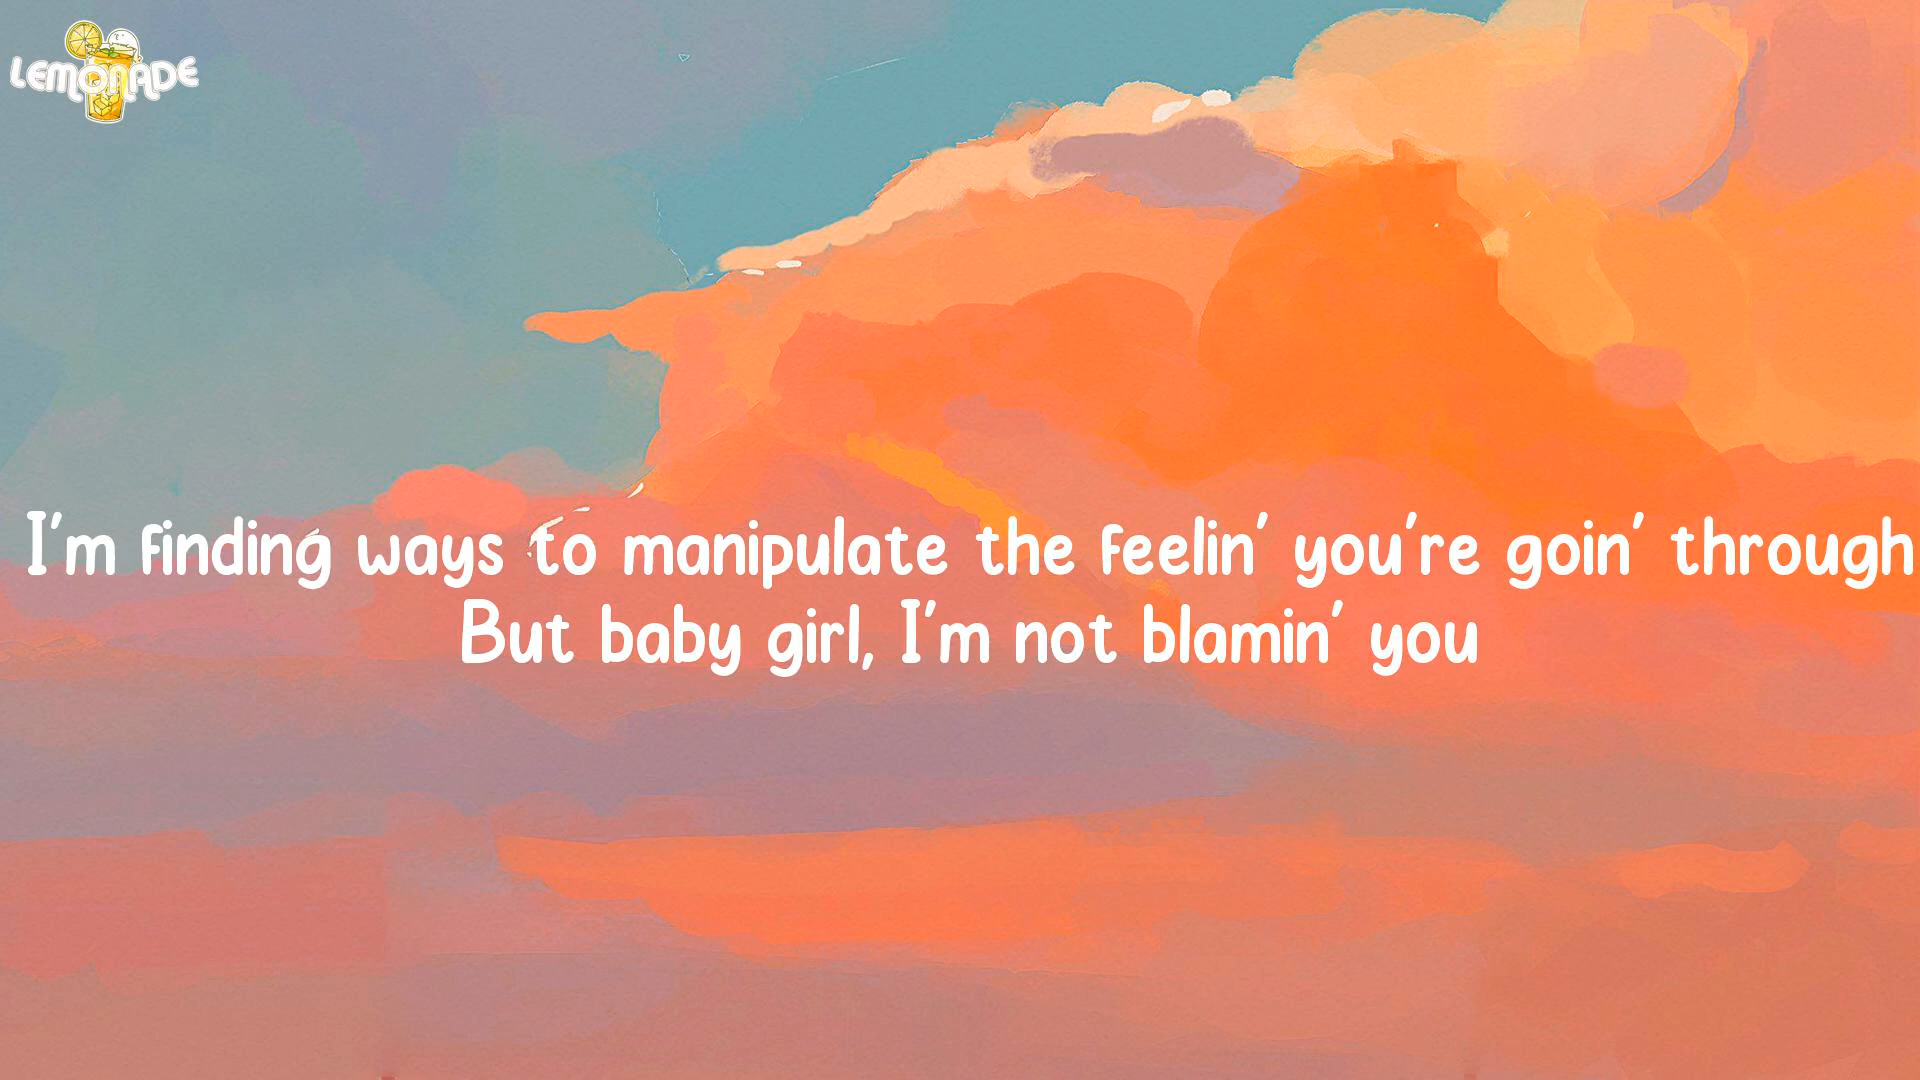 LEMONADE
I'm finding ways to manipulate the feelin' you're goin' through
But baby girl, I'm not blamin' you